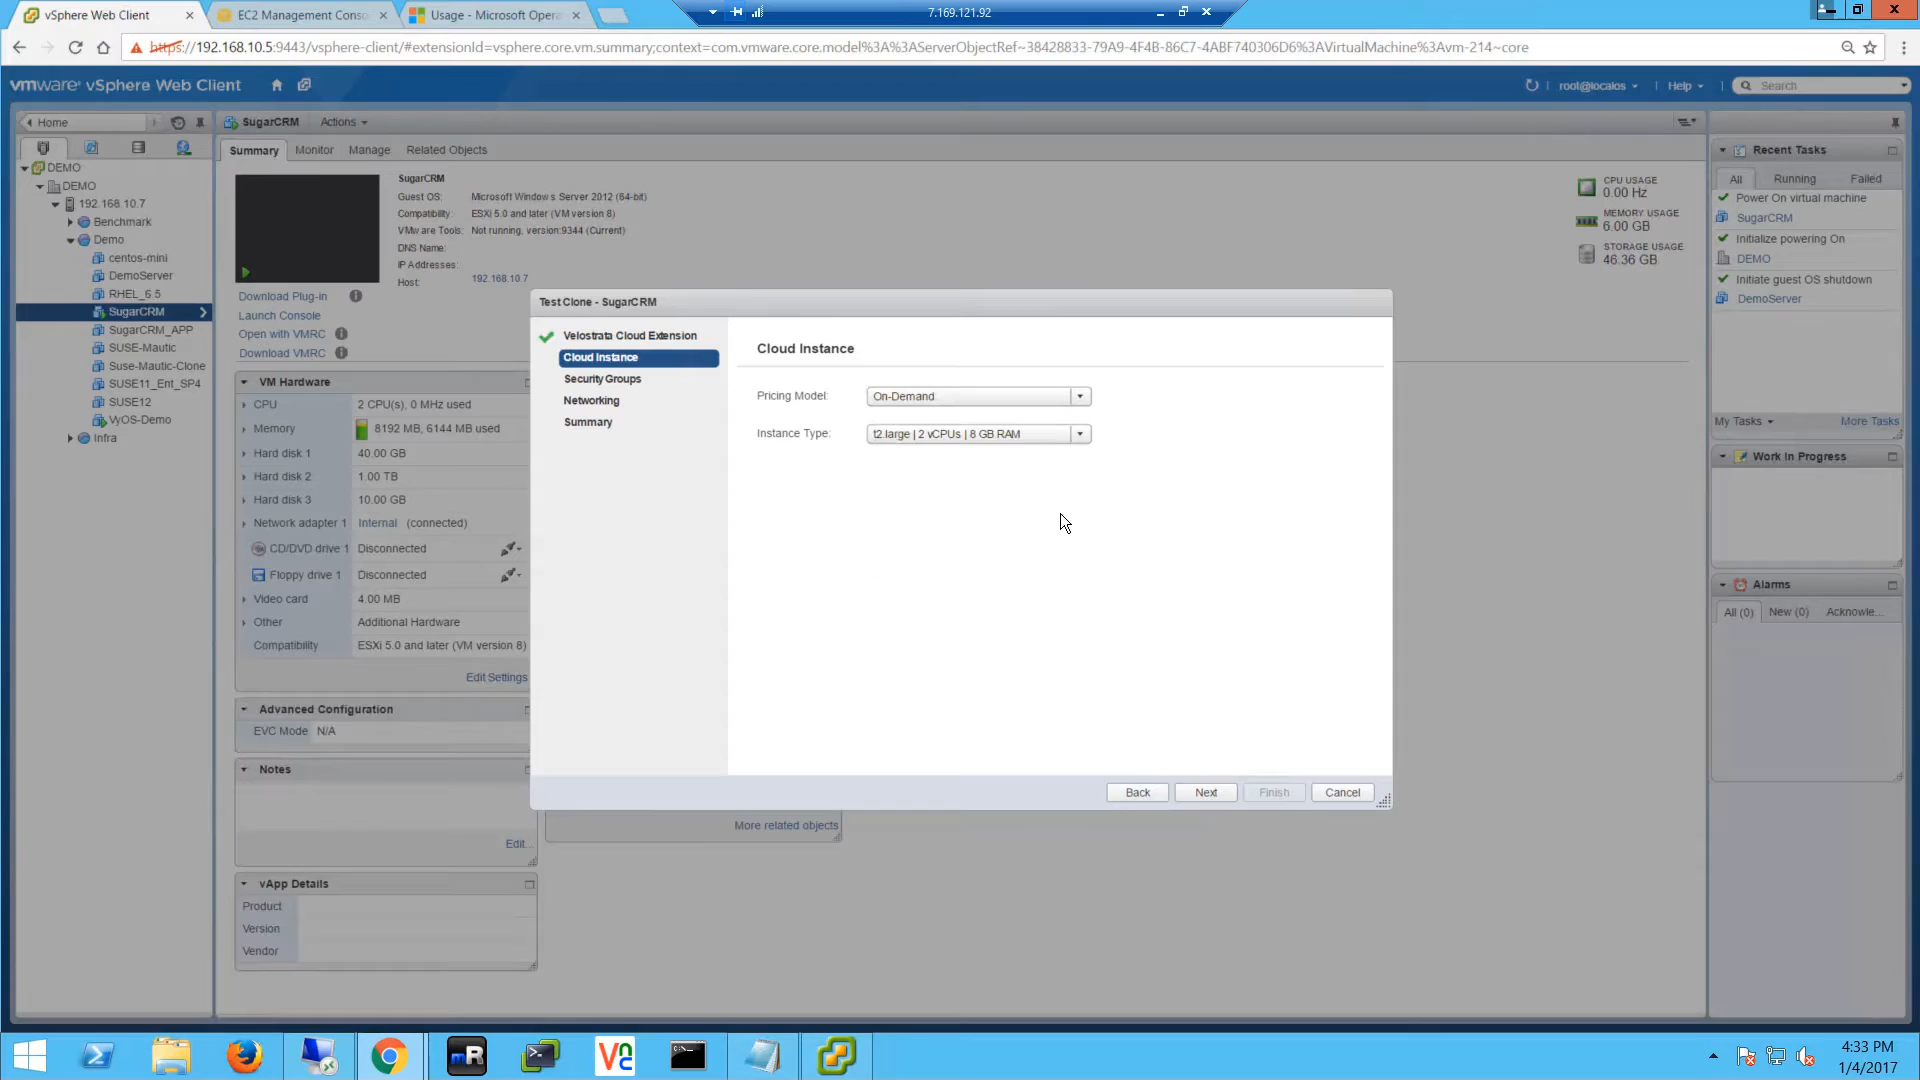 vSphere Web Client
EC2 Management Conso
Usage - Microsoft Opera
7.169.121.92
https://192.168.10.5:9443/vsphere-client/#extensionId=vsphere.core.vm.summary;context=com.vmware.core.model%3A%3AServerObjectRef~38428833-79A9-4F4B-86C7-4ABF740306D6%3AVirtualMachine%3Avm-214~core
vmware® vSphere Web Client
root@localos
Help
Search
Home
DEMO
DEMO
192.168.10.7
Benchmark
Demo
centos-mini
DemoServer
RHEL_6.5
SugarCRM
SugarCRM_APP
SUSE-Mautic
Suse-Mautic-Clone
SUSE11_Ent_SP4
SUSE12
VyOS-Demo
Infra
SugarCRM
Actions
Summary
Monitor
Manage
Related Objects
SugarCRM
Guest OS: Microsoft Windows Server 2012 (64-bit)
Compatibility: ESXi 5.0 and later (VM version 8)
VMware Tools: Not running, version:9344 (Current)
DNS Name:
IP Addresses:
Host: 192.168.10.7
CPU USAGE
0.00 Hz
MEMORY USAGE
6.00 GB
STORAGE USAGE
46.36 GB
Download Plug-in
Launch Console
Open with VMRC
Download VMRC
VM Hardware
CPU 2 CPU(s), 0 MHz used
Memory 8192 MB, 6144 MB used
Hard disk 1 40.00 GB
Hard disk 2 1.00 TB
Hard disk 3 10.00 GB
Network adapter 1 Internal (connected)
CD/DVD drive 1 Disconnected
Floppy drive 1 Disconnected
Video card 4.00 MB
Other Additional Hardware
Compatibility ESXi 5.0 and later (VM version 8)
Edit Settings
Advanced Configuration
EVC Mode N/A
Notes
Edit...
vApp Details
Product
Version
Vendor
More related objects
Test Clone - SugarCRM
Velostrata Cloud Extension
Cloud Instance
Security Groups
Networking
Summary
Cloud Instance
Pricing Model: On-Demand
Instance Type: t2.large | 2 vCPUs | 8 GB RAM
Back
Next
Finish
Cancel
Recent Tasks
All
Running
Failed
Power On virtual machine
SugarCRM
Initialize powering On
DEMO
Initiate guest OS shutdown
DemoServer
My Tasks
More Tasks
Work In Progress
Alarms
All (0)
New (0)
Acknowle...
mR
VNC
4:33 PM
1/4/2017